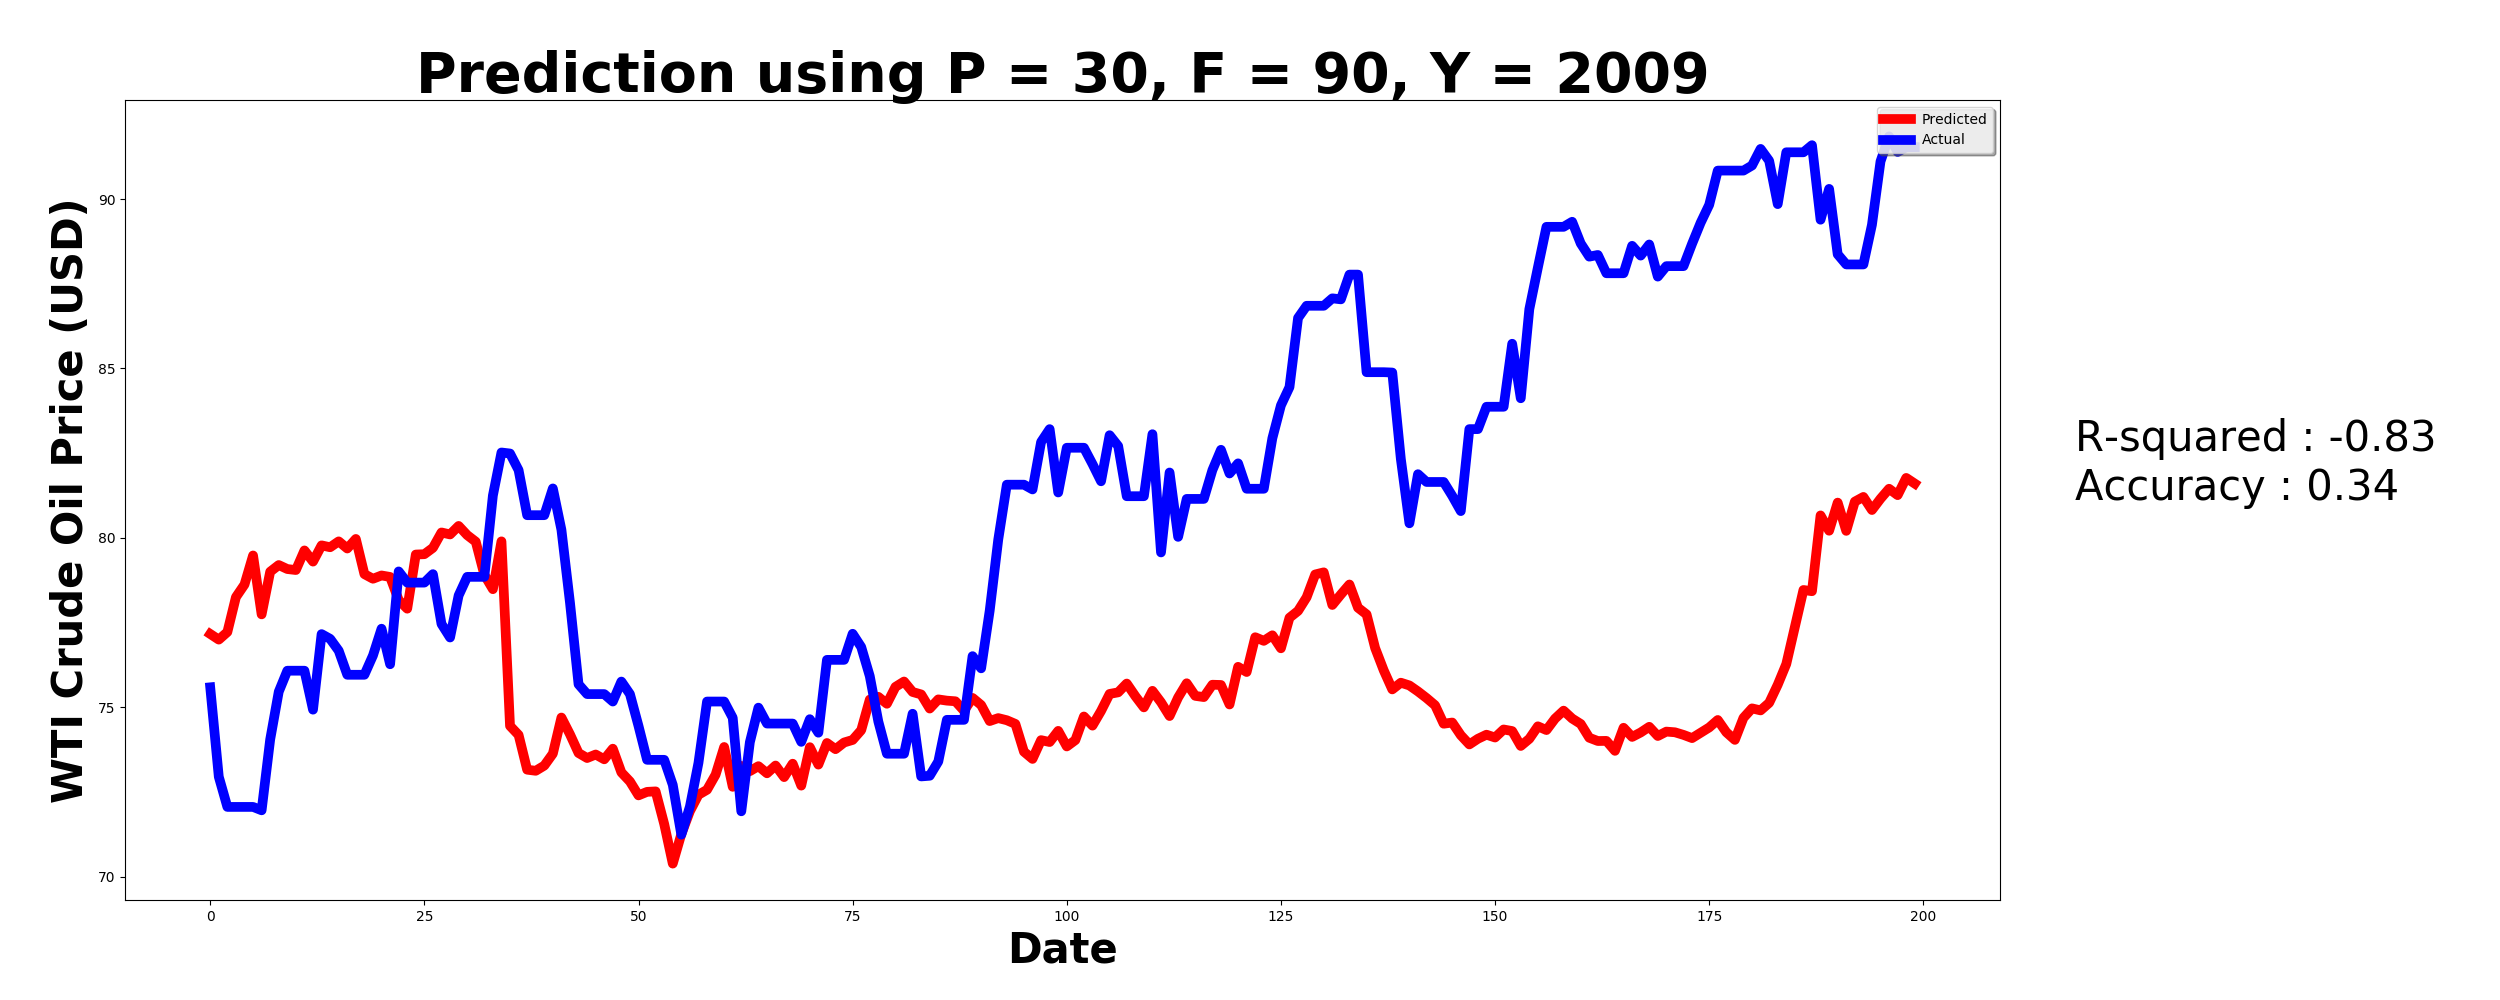 Prediction using P = 30, F = 90, Y = 2009
Predicted
Actual
WTI Crude Oil Price (USD)
90
85
80
75
70
0 25 50 75 100 125 150 175 200
Date
R-squared : -0.83
Accuracy : 0.34